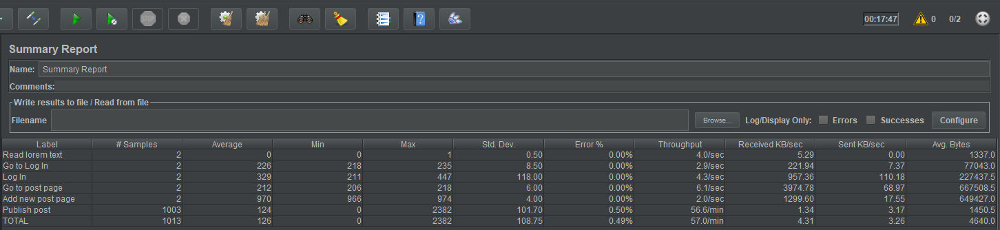 STOP
00:17:47 0 0/2
Summary Report
Name: Summary Report
Comments:
Write results to file / Read from file
Filename Browse... Log/Display Only: Errors Successes Configure
Label # Samples Average Min Max Std. Dev. Error % Throughput Received KB/sec Sent KB/sec Avg. Bytes
Read lorem text 2 0 0 1 0.50 0.00% 4.0/sec 5.29 0.00 1337.0
Go to Log In 2 226 218 235 8.50 0.00% 2.9/sec 221.94 7.37 77043.0
Log In 2 329 211 447 118.00 0.00% 4.3/sec 957.36 110.18 227437.5
Go to post page 2 212 206 218 6.00 0.00% 6.1/sec 3974.78 68.97 667508.5
Add new post page 2 970 966 974 4.00 0.00% 2.0/sec 1299.60 17.55 649427.0
Publish post 1003 124 0 2382 101.70 0.50% 56.6/min 1.34 3.17 1450.5
TOTAL 1013 126 0 2382 108.75 0.49% 57.0/min 4.31 3.26 4640.0